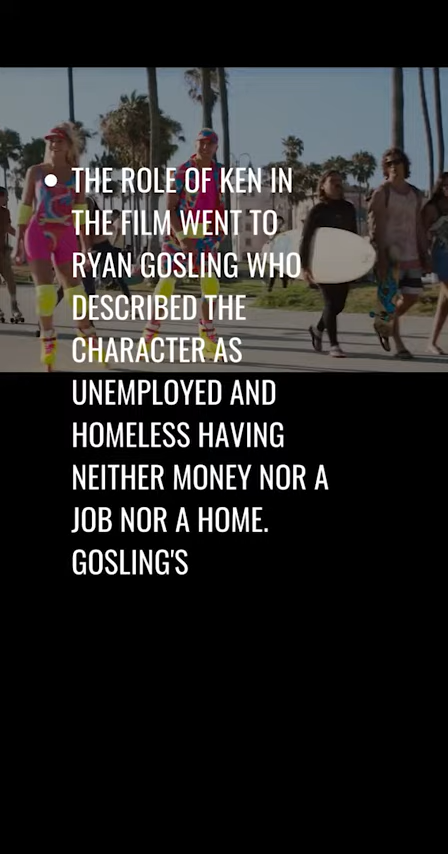 • THE ROLE OF KEN IN
THE FILM WENT TO
RYAN GOSLING WHO
DESCRIBED THE
CHARACTER AS
UNEMPLOYED AND
HOMELESS HAVING
NEITHER MONEY NOR A
JOB NOR A HOME.
GOSLING'S